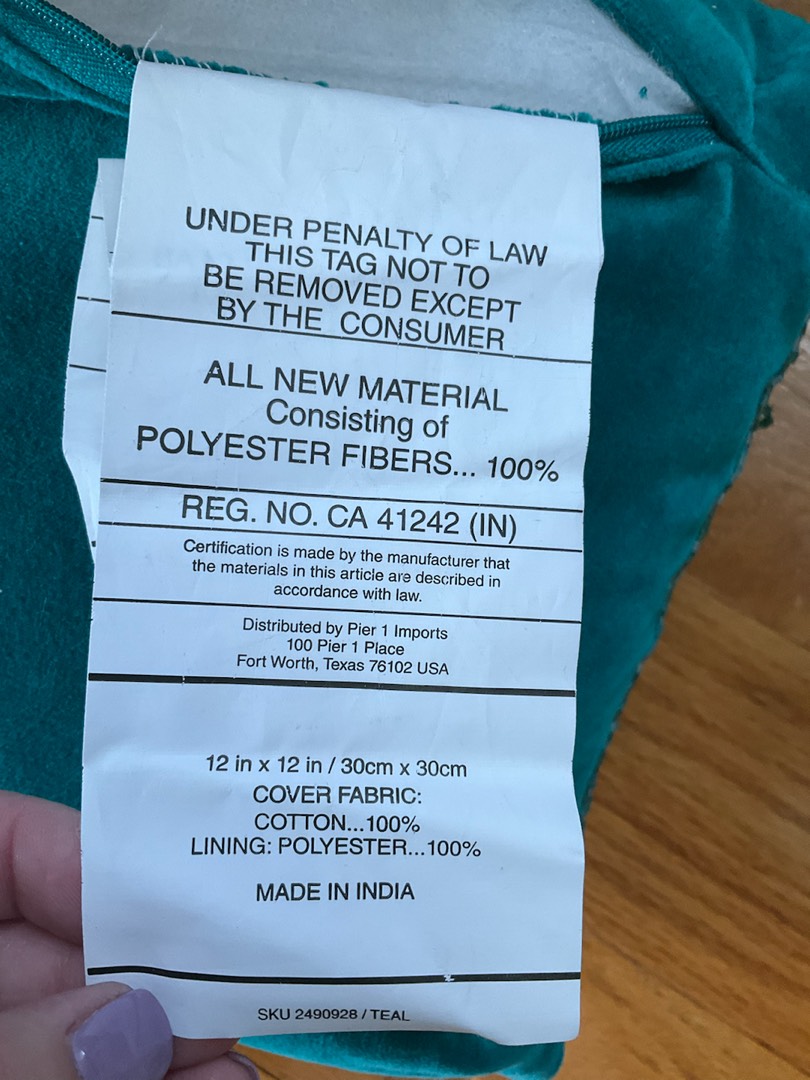 UNDER PENALTY OF LAW
THIS TAG NOT TO
BE REMOVED EXCEPT
BY THE CONSUMER
ALL NEW MATERIAL
Consisting of
POLYESTER FIBERS... 100%
REG. NO. CA 41242 (IN)
Certification is made by the manufacturer that
the materials in this article are described in
accordance with law.
Distributed by Pier 1 Imports
100 Pier 1 Place
Fort Worth, Texas 76102 USA
12 in x 12 in / 30cm x 30cm
COVER FABRIC:
COTTON...100%
LINING: POLYESTER...100%
MADE IN INDIA
SKU 2490928 / TEAL